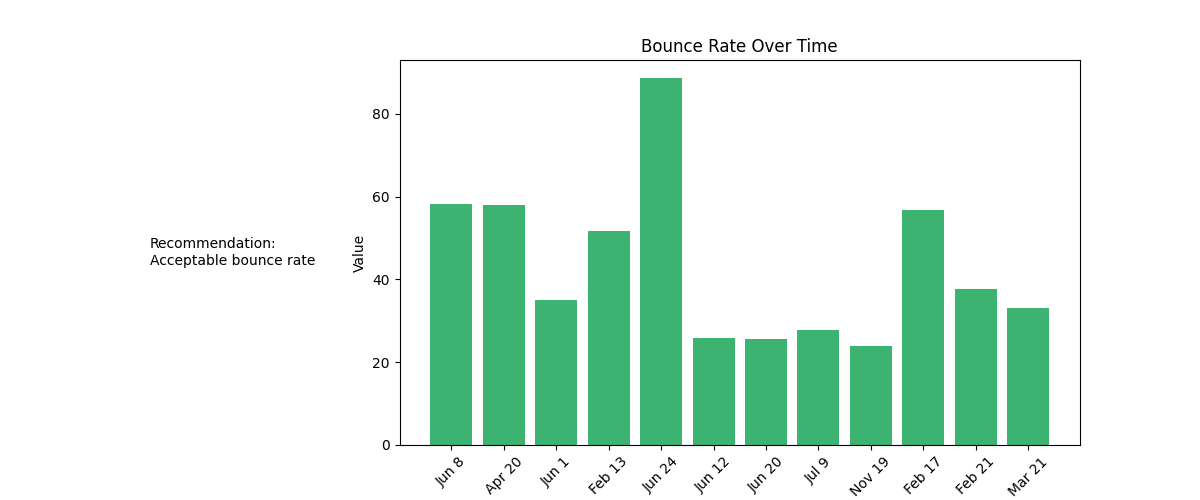 Bounce Rate Over Time
80
60
40
20
0
Value
Recommendation:
Acceptable bounce rate
Jun 8
Apr 20
Jun 1
Feb 13
Jun 24
Jun 12
Jun 20
Jul 9
Nov 19
Feb 17
Feb 21
Mar 21